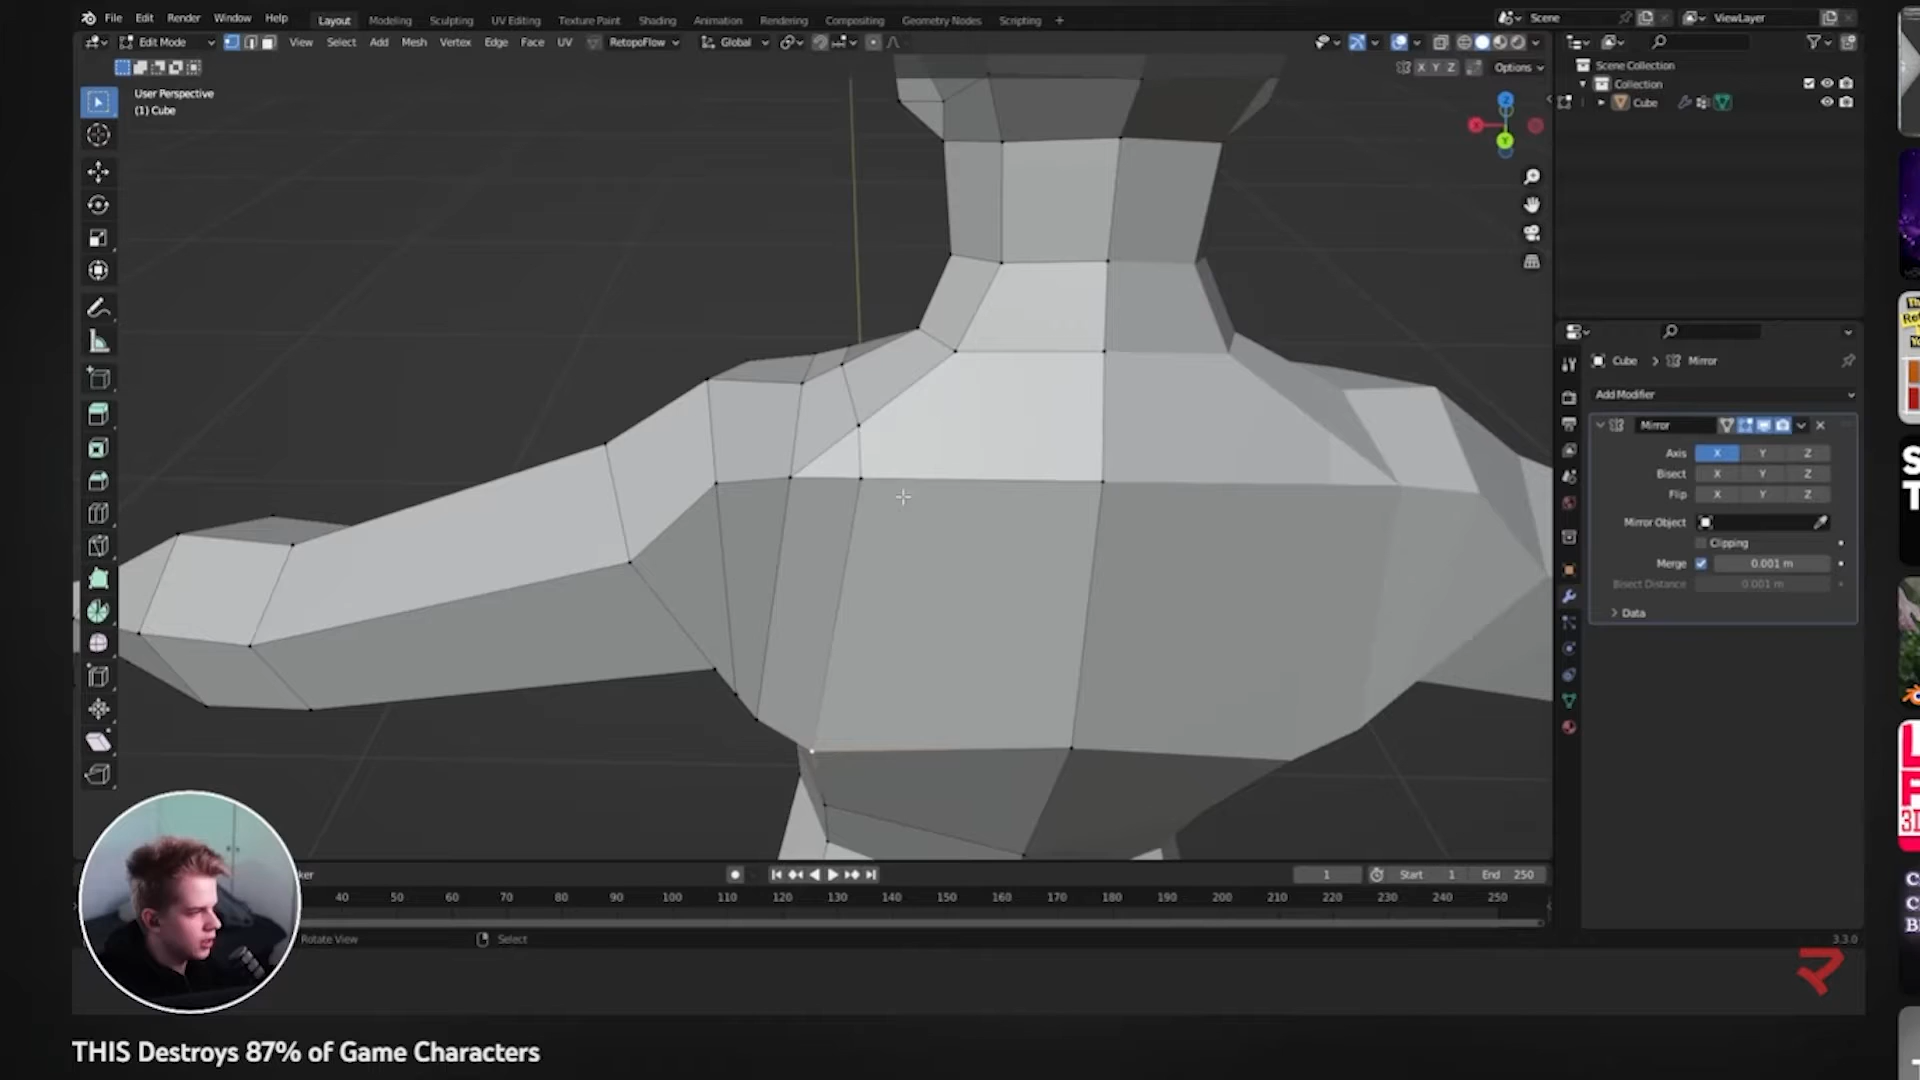 File Edit Render Window Help Layout Modeling Sculpting UV Editing Texture Paint Shading Animation Rendering Compositing Geometry Nodes Scripting + Scene ViewLayer
Edit Mode View Select Add Mesh Vertex Edge Face UV RetopoFlow Global
X Y Z Options
User Perspective
(1) Cube
Scene Collection
Collection
Cube
Z
X
Y
Cube > Mirror
Add Modifier
Mirror
Axis X Y Z
Bisect X Y Z
Flip X Y Z
Mirror Object
Clipping
Merge 0.001 m
Bisect Distance 0.001 m
Data
ker 1 Start 1 End 250
40 50 60 70 80 90 100 110 120 130 140 150 160 170 180 190 200 210 220 230 240 250
Rotate View Select
3.3.0
THIS Destroys 87% of Game Characters